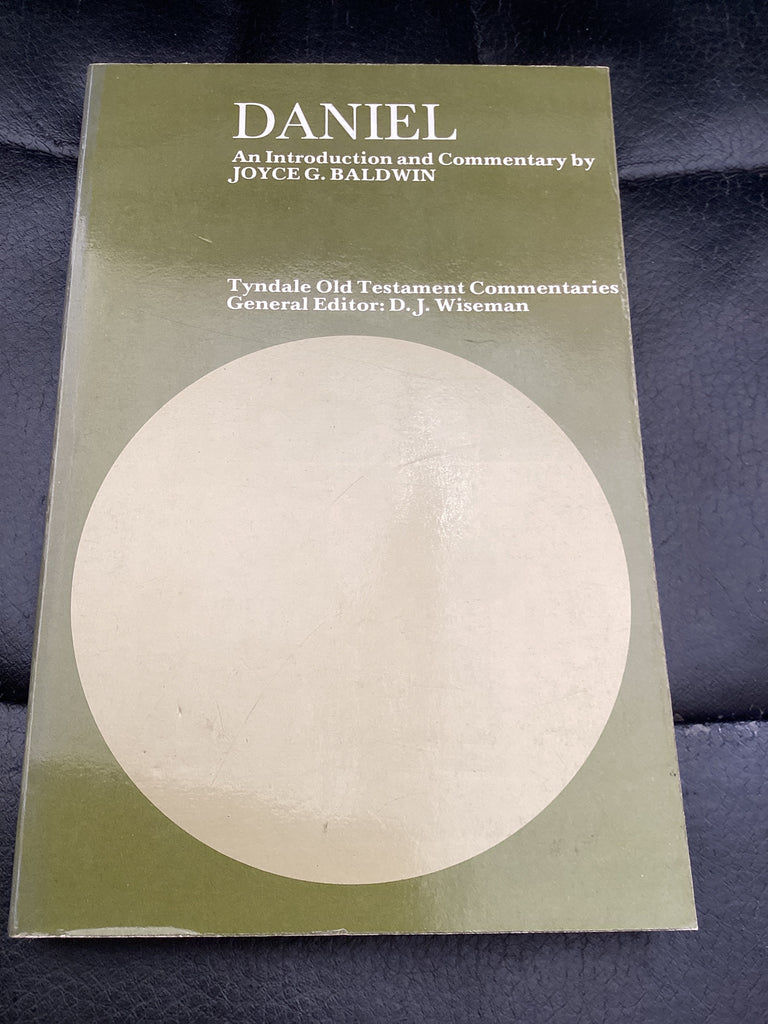 DANIEL
An Introduction and Commentary by
JOYCE G. BALDWIN
Tyndale Old Testament Commentaries
General Editor: D. J. Wiseman